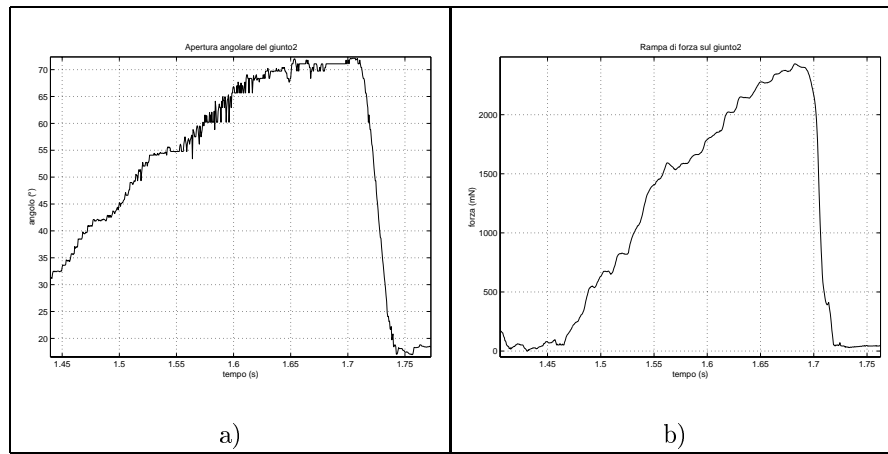 Apertura angolare del giunto2
70
65
60
55
50
45
40
35
30
25
20
angolo (°)
1.45 1.5 1.55 1.6 1.65 1.7 1.75
tempo (s)
a)
Rampa di forza sul giunto2
2000
1500
1000
500
0
forza (mN)
1.45 1.5 1.55 1.6 1.65 1.7 1.75
tempo (s)
b)